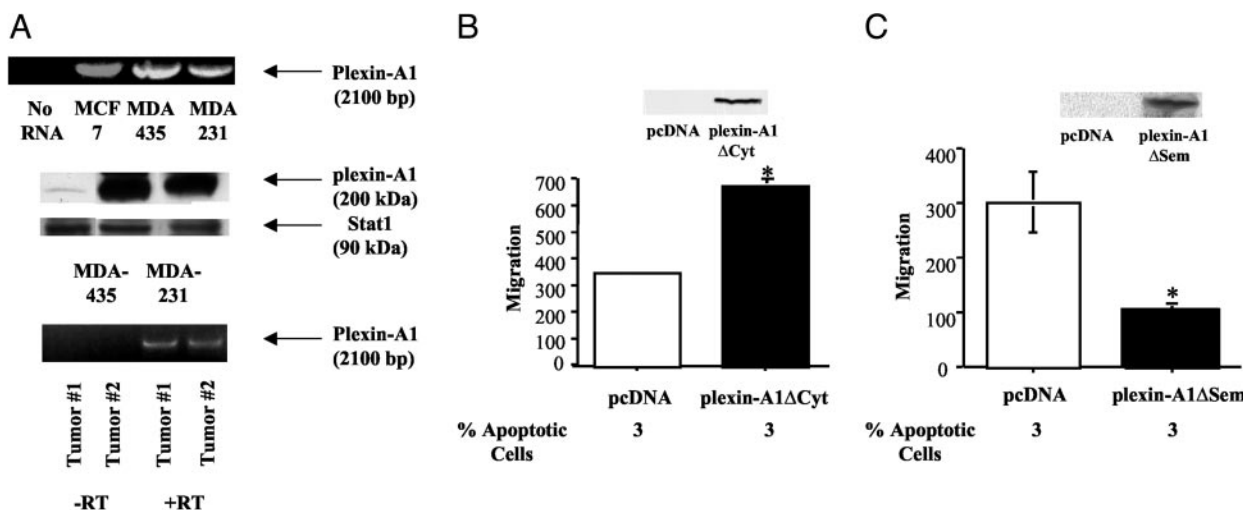 A
Plexin-A1
(2100 bp)
No MCF MDA MDA
RNA 7 435 231
plexin-A1
(200 kDa)
Stat1
(90 kDa)
MDA- MDA-
435 231
Plexin-A1
(2100 bp)
Tumor #1
Tumor #2
Tumor #1
Tumor #2
-RT +RT
B
pcDNA plexin-A1
ΔCyt
Migration
700
600
500
400
300
200
100
0
*
pcDNA plexin-A1ΔCyt
% Apoptotic 3 3
Cells
C
pcDNA plexin-A1
ΔSem
Migration
400
300
200
100
0
*
pcDNA plexin-A1ΔSem
% Apoptotic 3 3
Cells